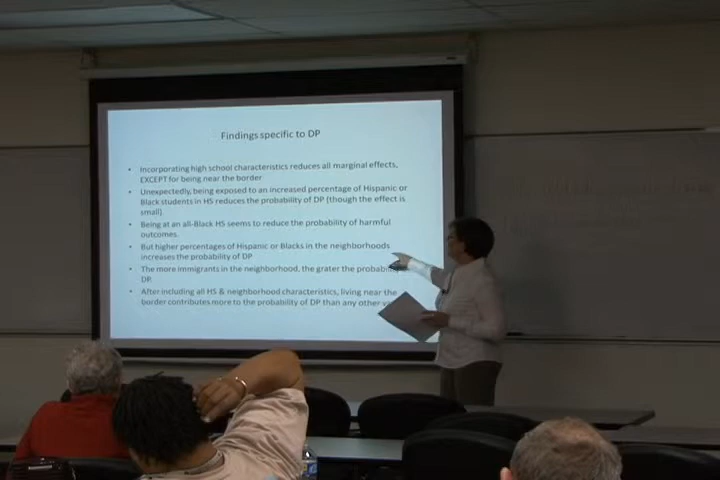 Findings specific to DP
• Incorporating high school characteristics reduces all marginal effects,
EXCEPT for being near the border
• Unexpectedly, being exposed to an increased percentage of Hispanic or
Black students in HS reduces the probability of DP (though the effect is
small).
• Being at an all-Black HS seems to reduce the probability of harmful
outcomes.
• But higher percentages of Hispanic or Blacks in the neighborhoods
increases the probability of DP
• The more immigrants in the neighborhood, the grater the
DP.
• After including all HS & neighborhood characteristics, living near the
border contributes more to the probability of DP than any other